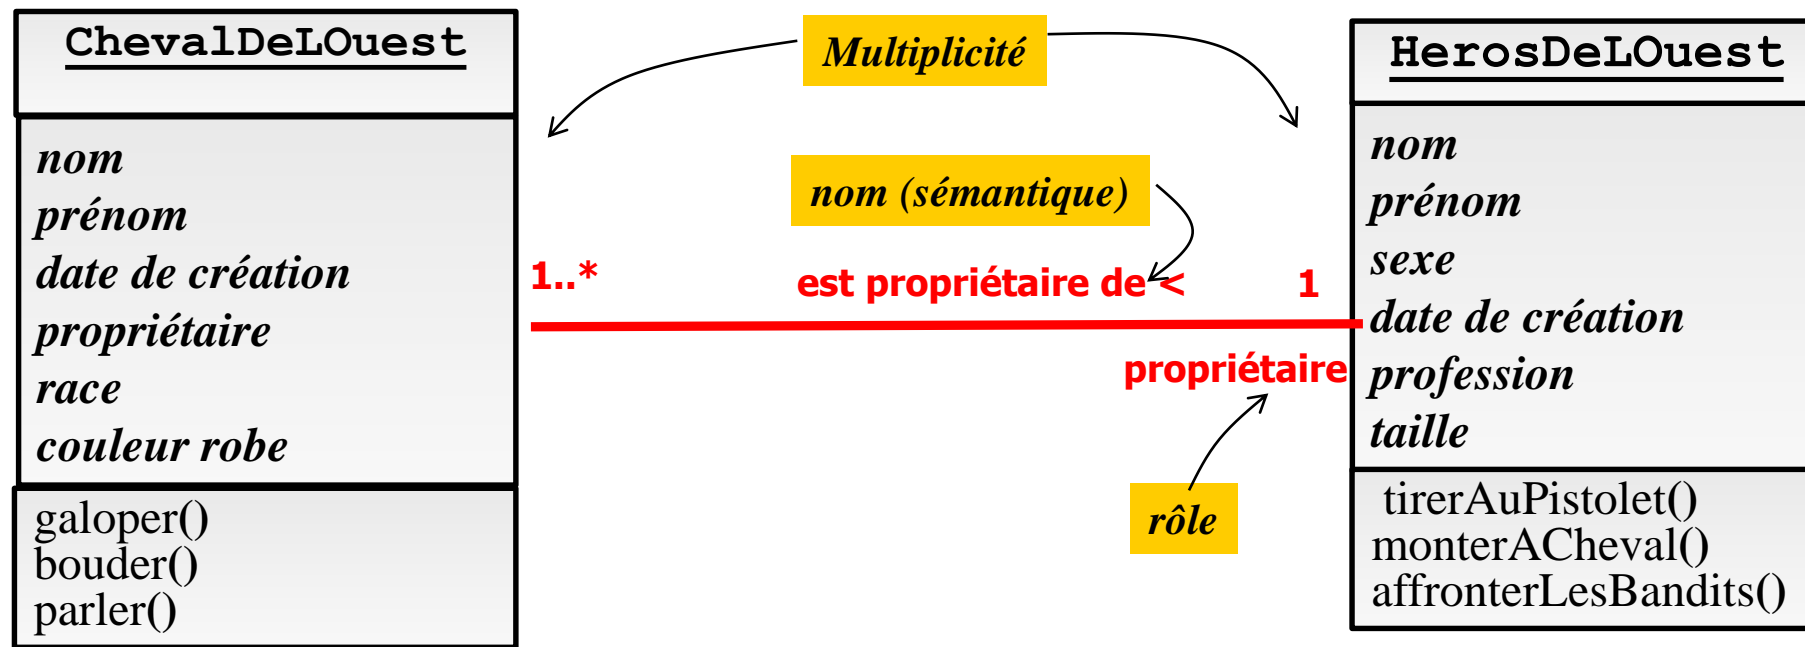 ChevalDeLOuest
nom
prénom
date de création
propriétaire
race
couleur robe
galoper()
bouder()
parler()
Multiplicité
nom (sémantique)
1..* est propriétaire de < 1
propriétaire
rôle
HerosDeLOuest
nom
prénom
sexe
date de création
profession
taille
tirerAuPistolet()
monterACheval()
affronterLesBandits()